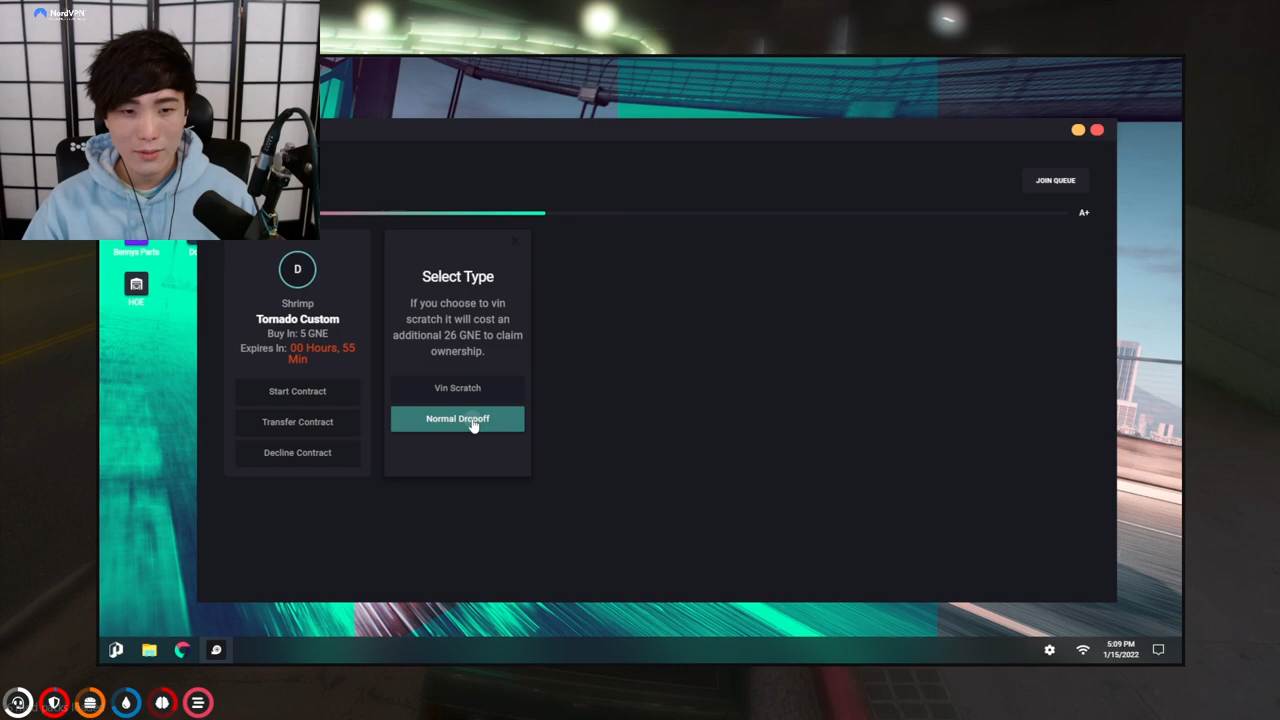 NordVPN
JOIN QUEUE
A+
Bennys Parts
HOE
D
Shrimp
Tornado Custom
Buy In: 5 GNE
Expires In: 00 Hours, 55
Min
Start Contract
Transfer Contract
Decline Contract
Select Type
If you choose to vin
scratch it will cost an
additional 26 GNE to claim
ownership.
Vin Scratch
Normal Dropoff
5:09 PM
1/15/2022